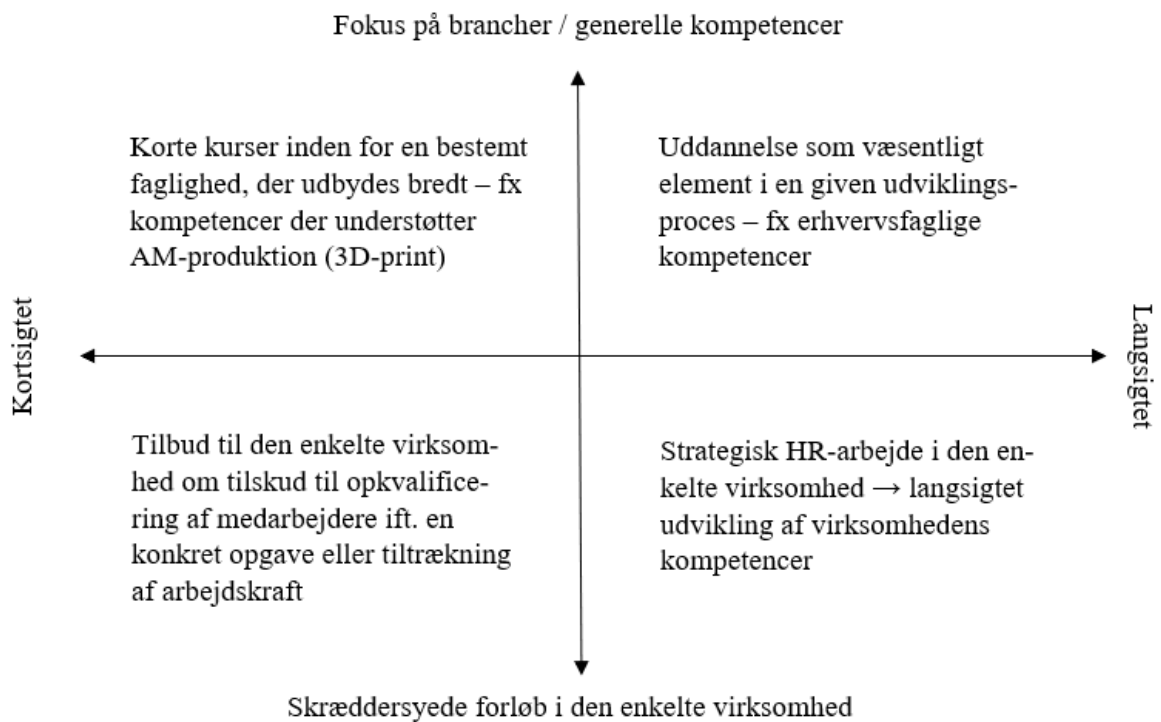 Fokus på brancher / generelle kompetencer
Korte kurser inden for en bestemt
faglighed, der udbydes bredt – fx
kompetencer der understøtter
AM-produktion (3D-print)
Uddannelse som væsentligt
element i en given udviklings-
proces – fx erhvervsfaglige
kompetencer
Kortsigtet
Langsigtet
Tilbud til den enkelte virksom-
hed om tilskud til opkvalifice-
ring af medarbejdere ift. en
konkret opgave eller tiltrækning
af arbejdskraft
Strategisk HR-arbejde i den en-
kelte virksomhed → langsigtet
udvikling af virksomhedens
kompetencer
Skræddersyede forløb i den enkelte virksomhed